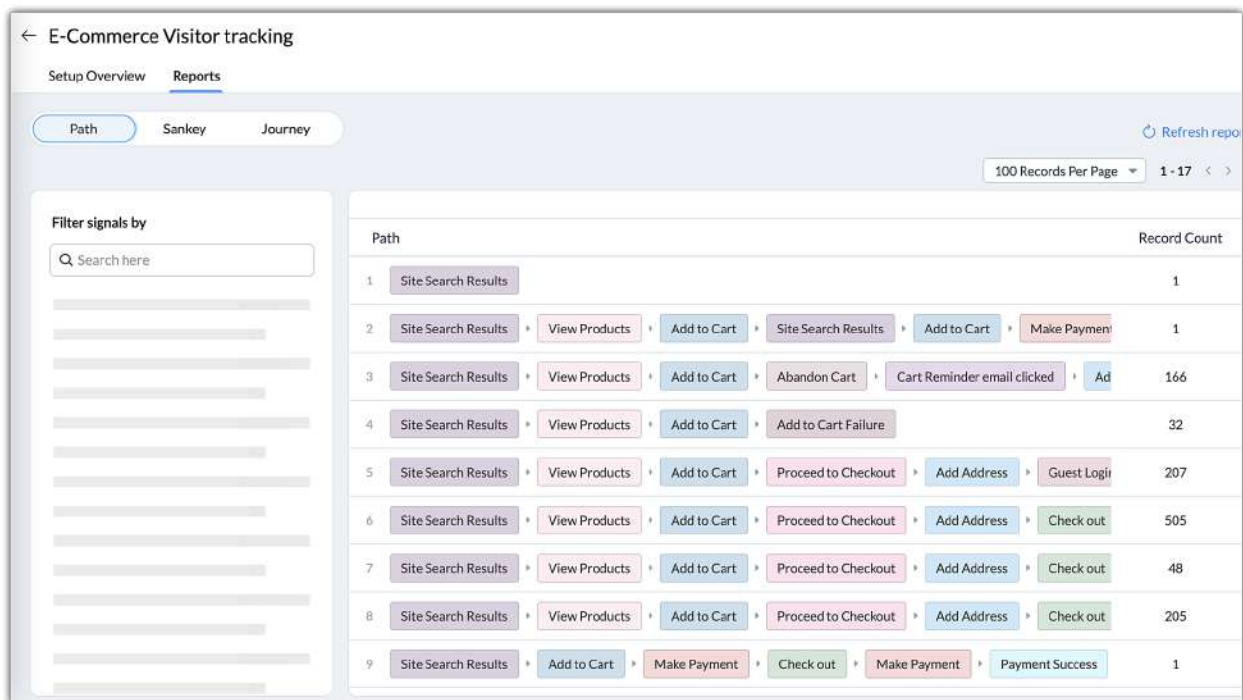 ← E-Commerce Visitor tracking
Setup Overview Reports
Path Sankey Journey
Refresh repo
100 Records Per Page 1 - 17 < >
Filter signals by
Search here
Path Record Count
1 Site Search Results 1
2 Site Search Results View Products Add to Cart Site Search Results Add to Cart Make Payment 1
3 Site Search Results View Products Add to Cart Abandon Cart Cart Reminder email clicked Ad 166
4 Site Search Results View Products Add to Cart Add to Cart Failure 32
5 Site Search Results View Products Add to Cart Proceed to Checkout Add Address Guest Login 207
6 Site Search Results View Products Add to Cart Proceed to Checkout Add Address Check out 505
7 Site Search Results View Products Add to Cart Proceed to Checkout Add Address Check out 48
8 Site Search Results View Products Add to Cart Proceed to Checkout Add Address Check out 205
9 Site Search Results Add to Cart Make Payment Check out Make Payment Payment Success 1